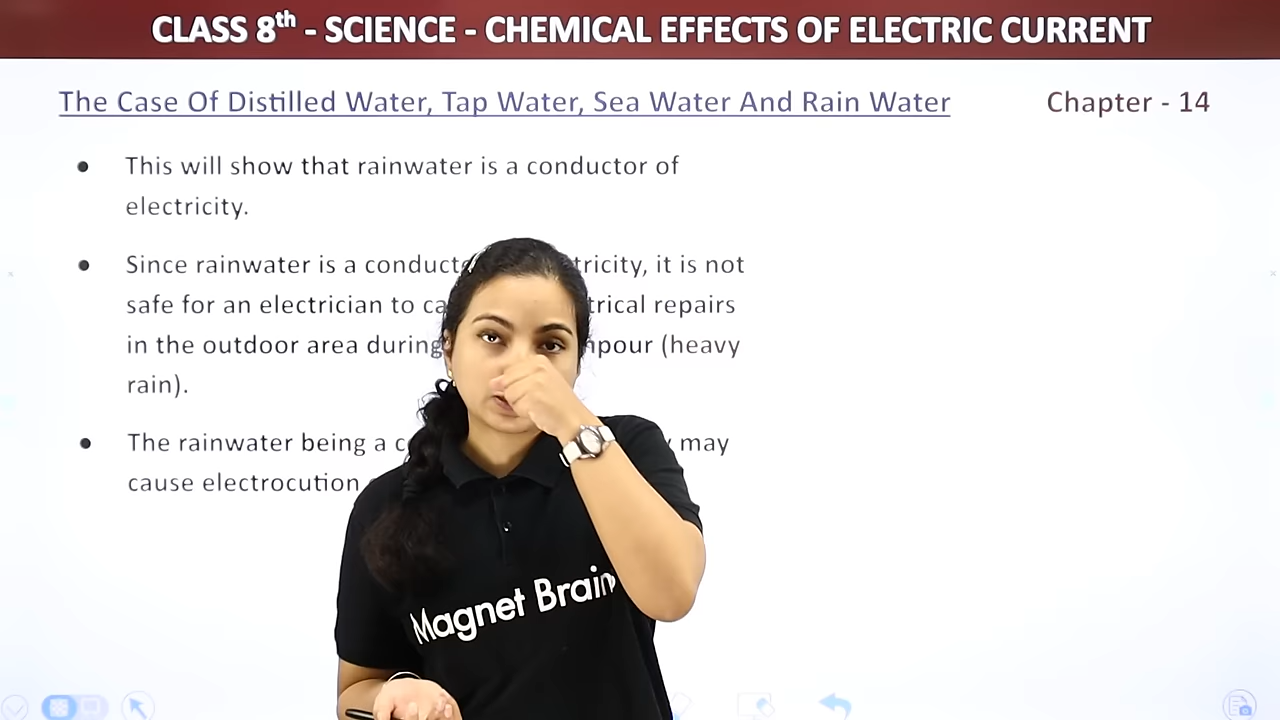 CLASS 8th - SCIENCE - CHEMICAL EFFECTS OF ELECTRIC CURRENT
The Case Of Distilled Water, Tap Water, Sea Water And Rain Water
Chapter - 14
• This will show that rainwater is a conductor of
electricity.
• Since rainwater is a it is not
safe for an electrician to repairs
in the outdoor area during (heavy
rain).
• The rainwater being a may
cause electrocution
Magnet Brain